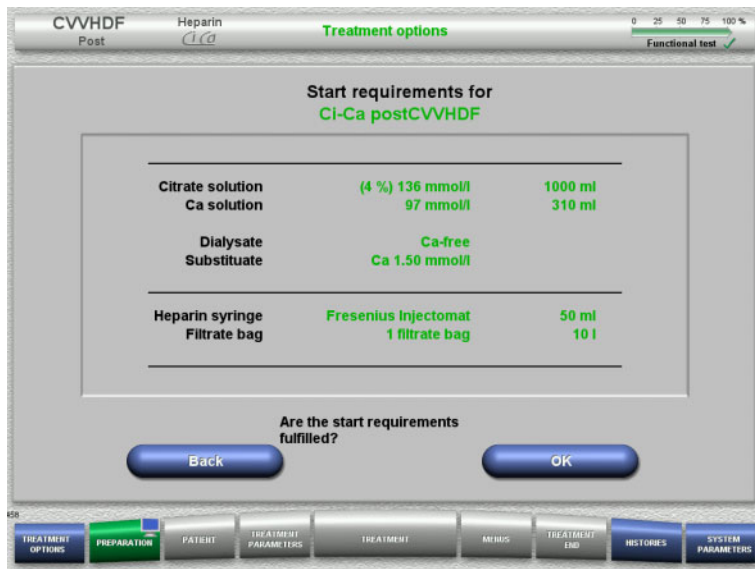 CVVHDF
Post
Heparin
CiCa
Treatment options
0 25 50 75 100 %
Functional test
Start requirements for
Ci-Ca postCVVHDF
Citrate solution (4 %) 136 mmol/l 1000 ml
Ca solution 97 mmol/l 310 ml
Dialysate Ca-free
Substituate Ca 1.50 mmol/l
Heparin syringe Fresenius Injectomat 50 ml
Filtrate bag 1 filtrate bag 10 l
Are the start requirements
fulfilled?
Back OK
458
TREATMENT
OPTIONS
PREPARATION
PATIENT
TREATMENT
PARAMETERS
TREATMENT
MENUS
TREATMENT
END
HISTORIES
SYSTEM
PARAMETERS